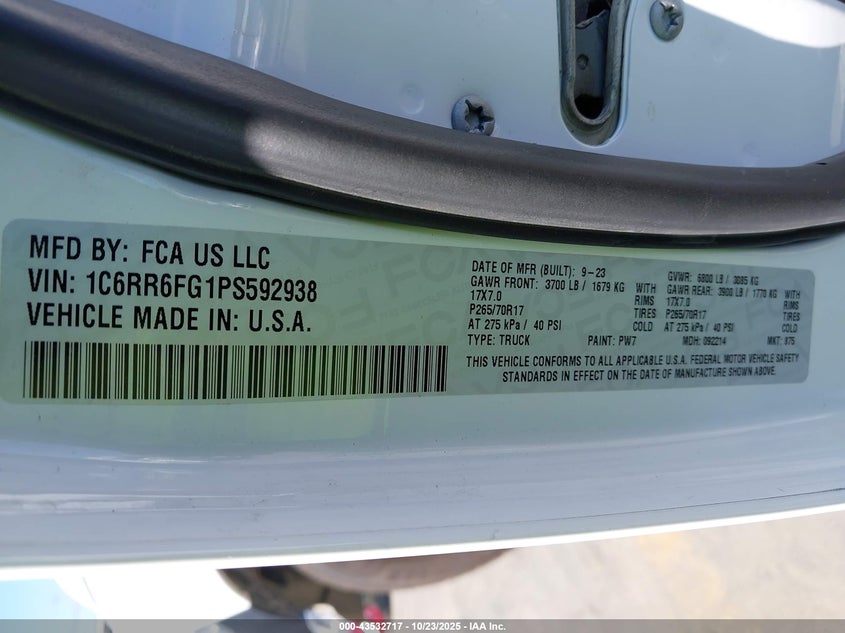 MFD BY: FCA US LLC
VIN: 1C6RR6FG1PS592938
VEHICLE MADE IN: U.S.A.
DATE OF MFR (BUILT): 9-23 GVWR: 6800 LB / 3085 KG
GAWR FRONT: 3700 LB / 1679 KG WITH GAWR REAR: 3900 LB / 1770 KG WITH
17X7.0 RIMS 17X7.0 RIMS
P265/70R17 TIRES P265/70R17 TIRES
AT 275 kPa / 40 PSI COLD AT 275 kPa / 40 PSI COLD
TYPE: TRUCK PAINT: PW7 MDH: 092214 MKT: 875
THIS VEHICLE CONFORMS TO ALL APPLICABLE U.S.A. FEDERAL MOTOR VEHICLE SAFETY
STANDARDS IN EFFECT ON THE DATE OF MANUFACTURE SHOWN ABOVE.
000-43532717 - 10/23/2025 - IAA Inc.